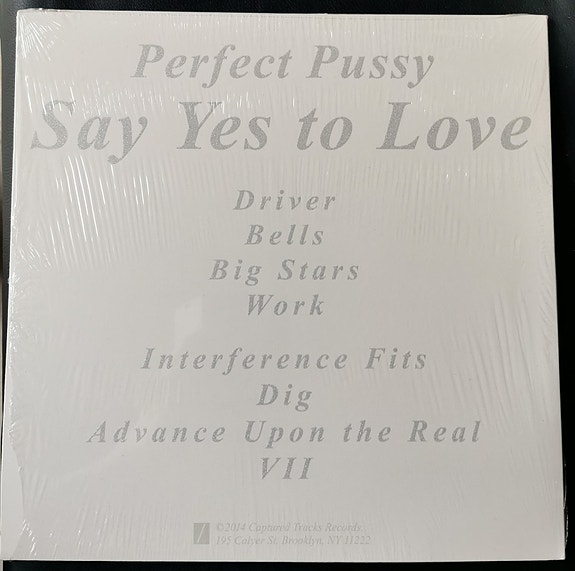 Perfect Pussy
Say Yes to Love
Driver
Bells
Big Stars
Work
Interference Fits
Dig
Advance Upon the Real
VII
©2014 Captured Tracks Records.
195 Calyer St. Brooklyn, NY 11222